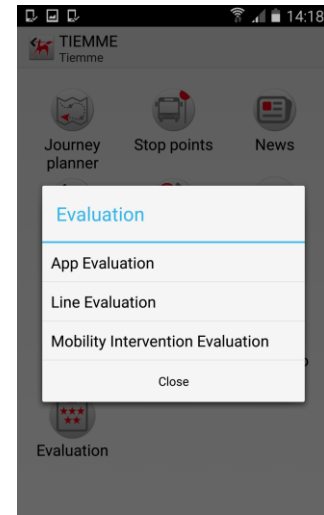 14:18
TIEMME
Tiemme
Journey
planner
Stop points
News
Evaluation
App Evaluation
Line Evaluation
Mobility Intervention Evaluation
Close
Evaluation